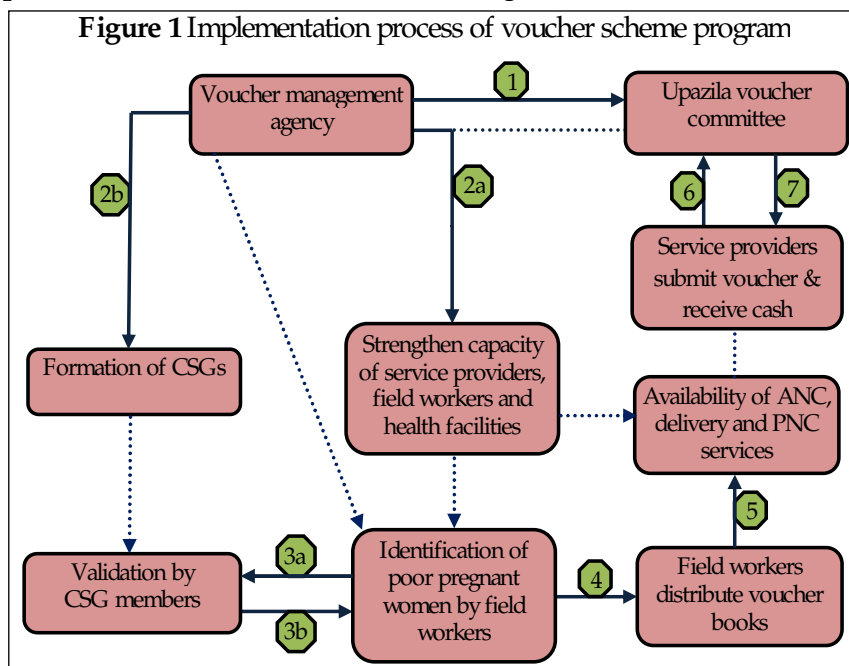 Figure 1 Implementation process of voucher scheme program
1
Voucher management
agency
Upazila voucher
committee
2b
2a
6
7
Service providers
submit voucher &
receive cash
Formation of CSGs
Strengthen capacity
of service providers,
field workers and
health facilities
Availability of ANC,
delivery and PNC
services
5
3a
Validation by
CSG members
3b
Identification of
poor pregnant
women by field
workers
4
Field workers
distribute voucher
books